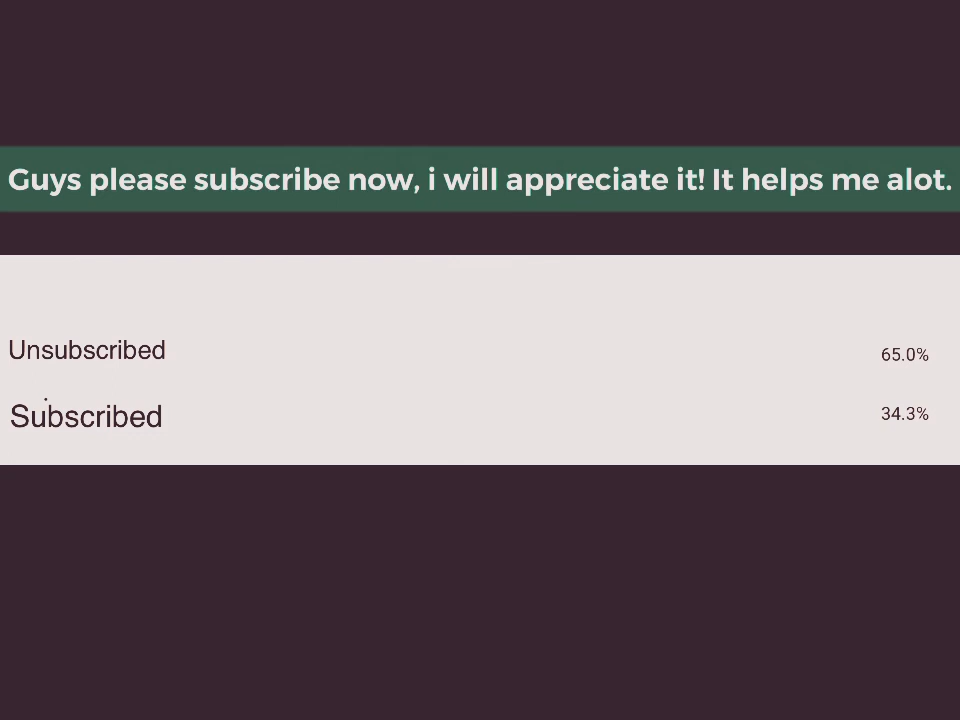 Guys please subscribe now, i will appreciate it! It helps me alot.
Unsubscribed 65.0%
Subscribed 34.3%